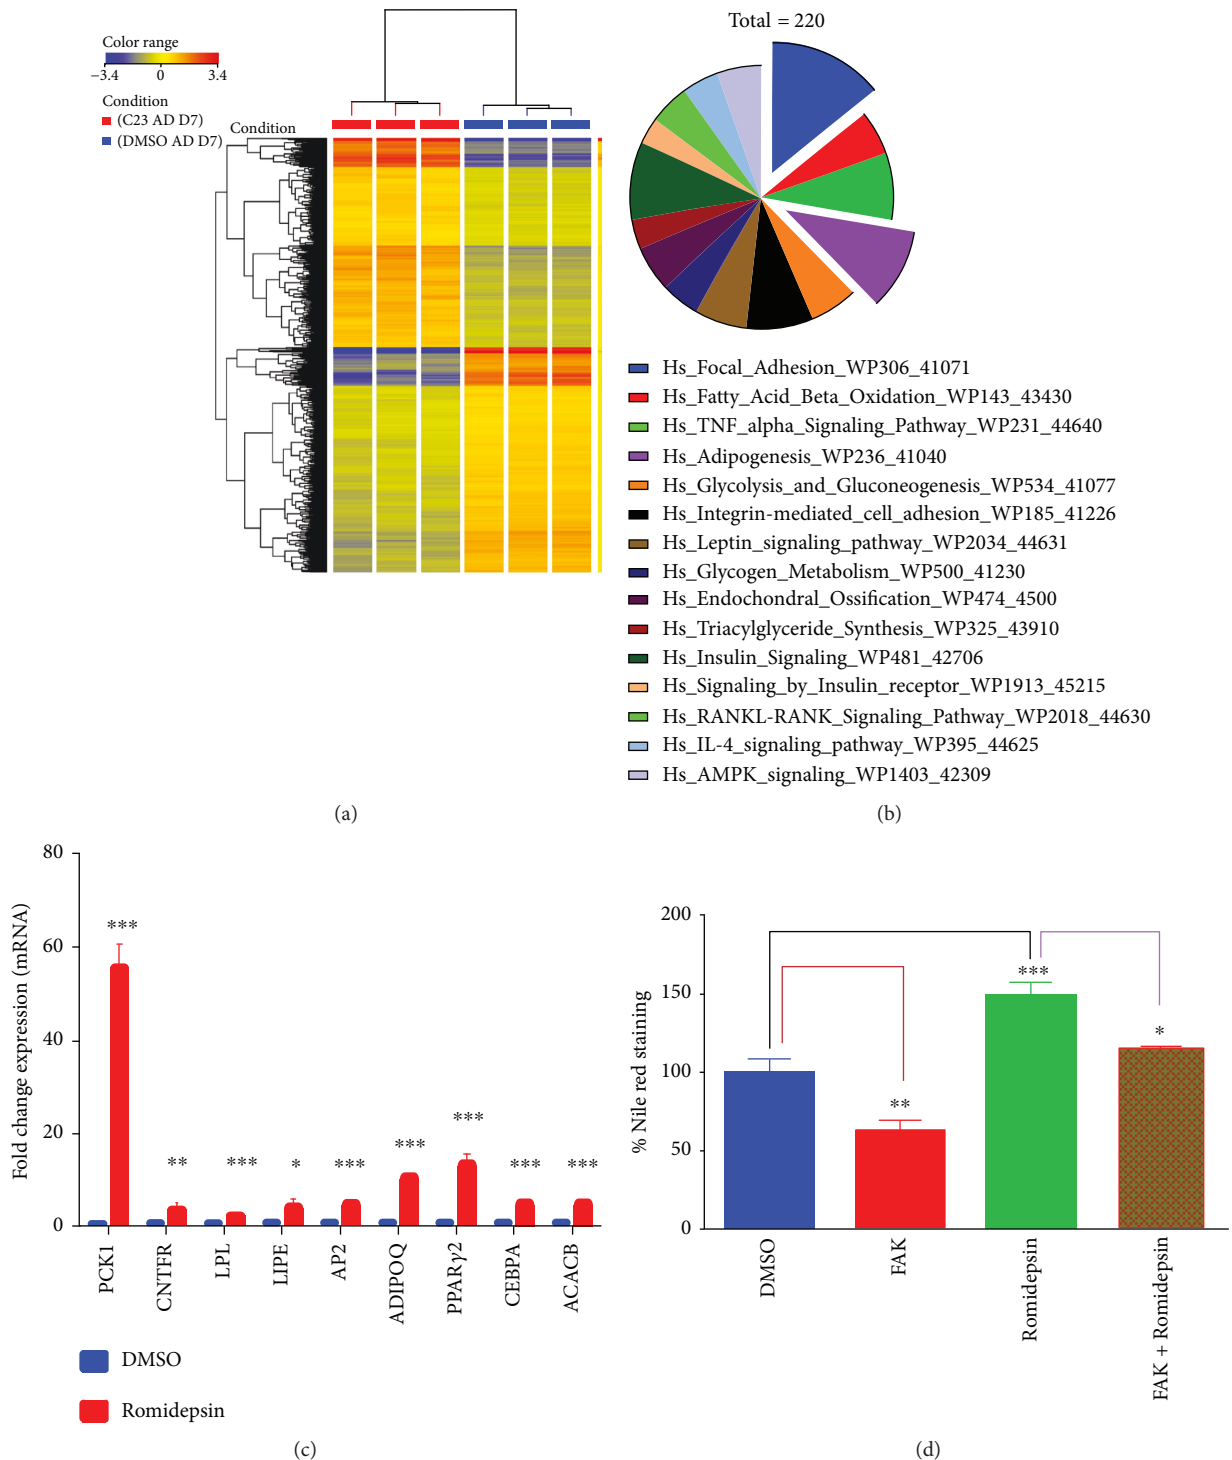 Color range
−3.4 0 3.4
Condition
(C23 AD D7)
(DMSO AD D7)
Condition
(a)
Total = 220
Hs_Focal_Adhesion_WP306_41071
Hs_Fatty_Acid_Beta_Oxidation_WP143_43430
Hs_TNF_alpha_Signaling_Pathway_WP231_44640
Hs_Adipogenesis_WP236_41040
Hs_Glycolysis_and_Gluconeogenesis_WP534_41077
Hs_Integrin-mediated_cell_adhesion_WP185_41226
Hs_Leptin_signaling_pathway_WP2034_44631
Hs_Glycogen_Metabolism_WP500_41230
Hs_Endochondral_Ossification_WP474_4500
Hs_Triacylglyceride_Synthesis_WP325_43910
Hs_Insulin_Signaling_WP481_42706
Hs_Signaling_by_Insulin_receptor_WP1913_45215
Hs_RANKL-RANK_Signaling_Pathway_WP2018_44630
Hs_IL-4_signaling_pathway_WP395_44625
Hs_AMPK_signaling_WP1403_42309
(b)
Fold change expression (mRNA)
80
60
40
20
0
***
**
***
*
***
***
***
***
***
PCK1
CNTFR
LPL
LIPE
AP2
ADIPOQ
PPARγ2
CEBPA
ACACB
DMSO
Romidepsin
(c)
% Nile red staining
200
150
100
50
0
**
***
*
DMSO
FAK
Romidepsin
FAK + Romidepsin
(d)